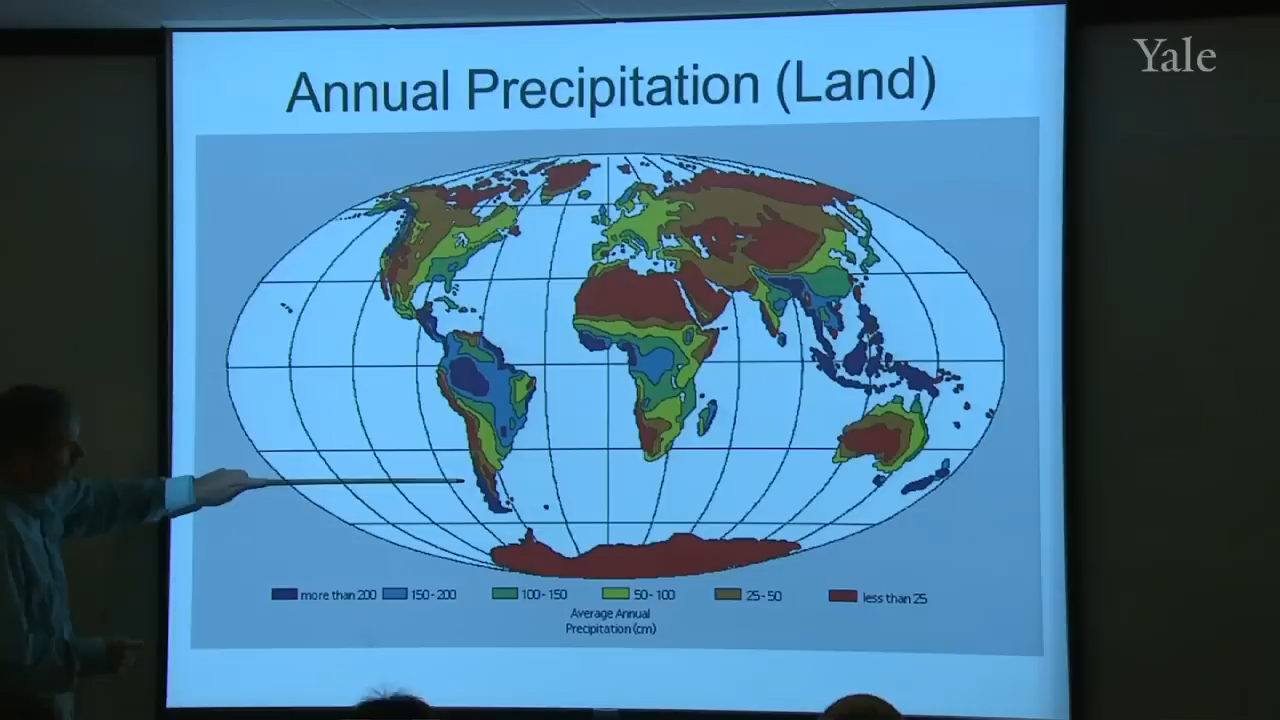 Yale
Annual Precipitation (Land)
more than 200
150-200
100-150
50-100
25-50
less than 25
Average Annual
Precipitation (cm)